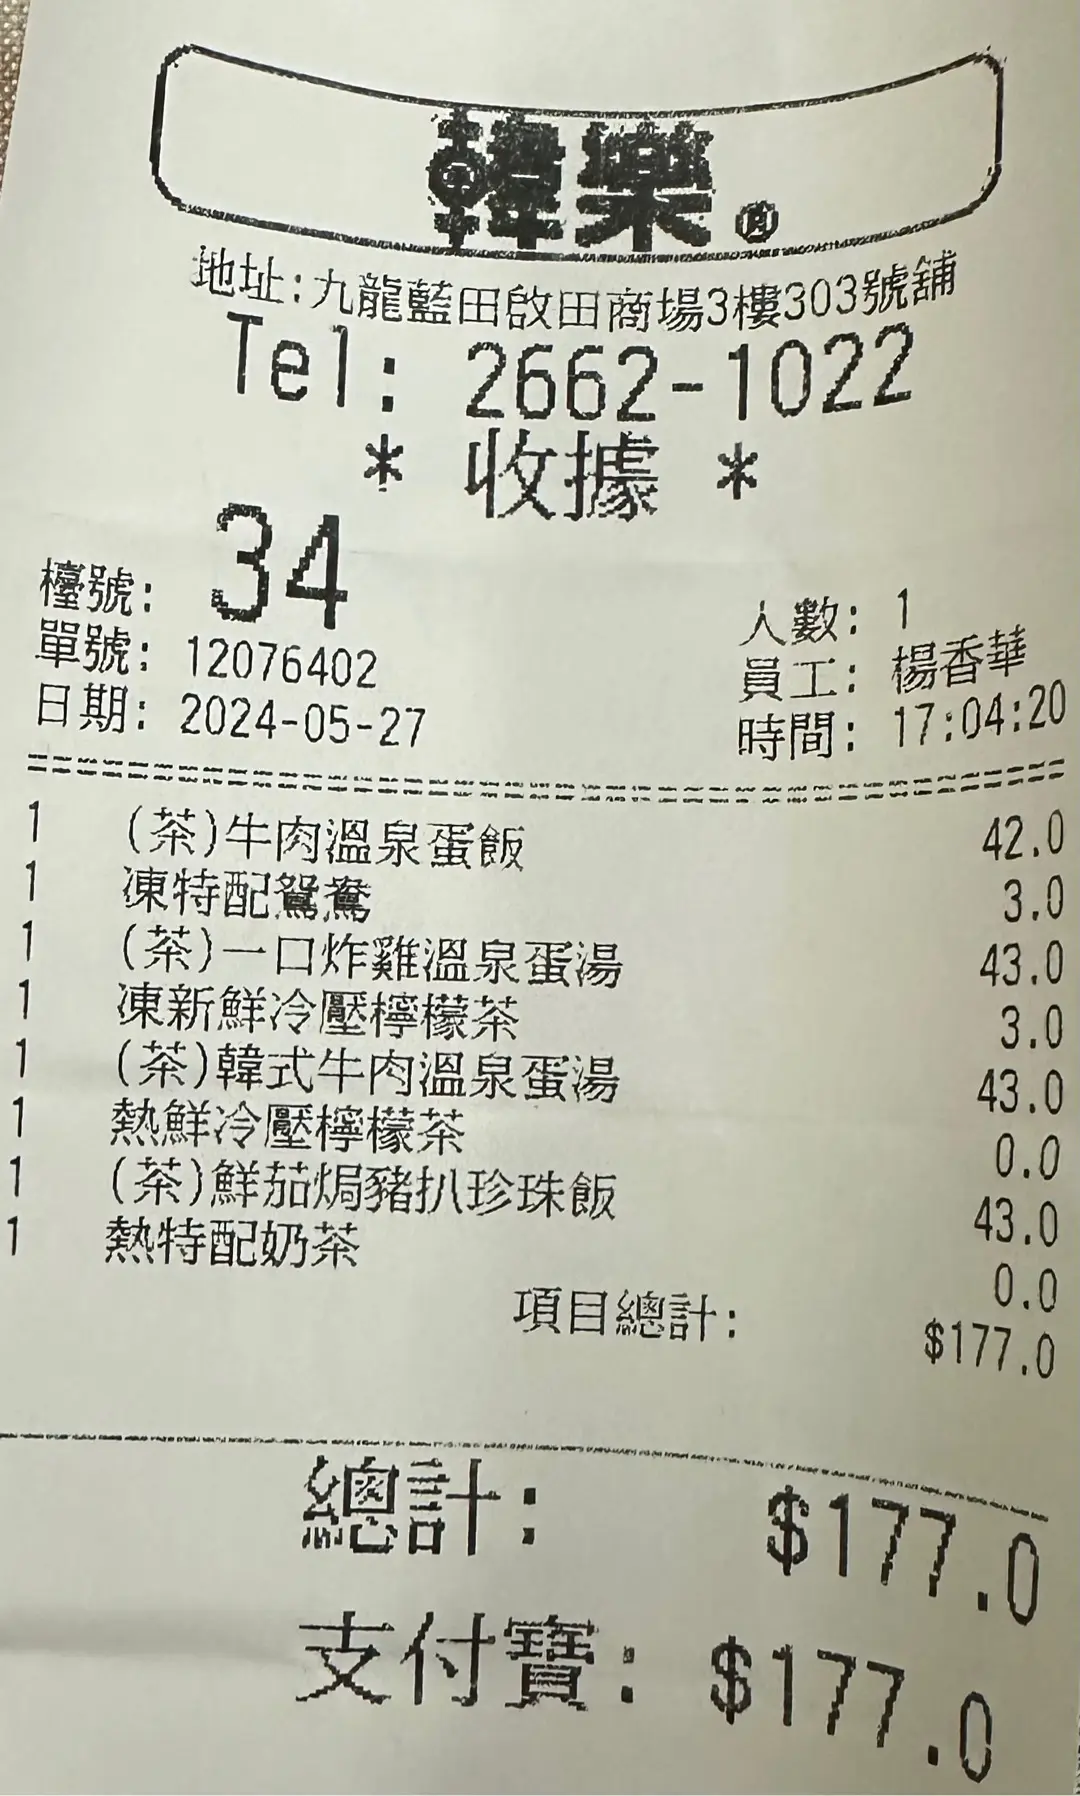 韓樂®
地址:九龍藍田啟田商場3樓303號舖
Tel: 2662-1022
* 收據 *
檯號: 34 人數: 1
單號: 12076402 員工: 楊香華
日期: 2024-05-27 時間: 17:04:20
1 (茶)牛肉溫泉蛋飯 42.0
1 凍特配鴛鴦 3.0
1 (茶)一口炸雞溫泉蛋湯 43.0
1 凍新鮮冷壓檸檬茶 3.0
1 (茶)韓式牛肉溫泉蛋湯 43.0
1 熱鮮冷壓檸檬茶 0.0
1 (茶)鮮茄焗豬扒珍珠飯 43.0
1 熱特配奶茶 0.0
項目總計: $177.0
總計: $177.0
支付寶: $177.0